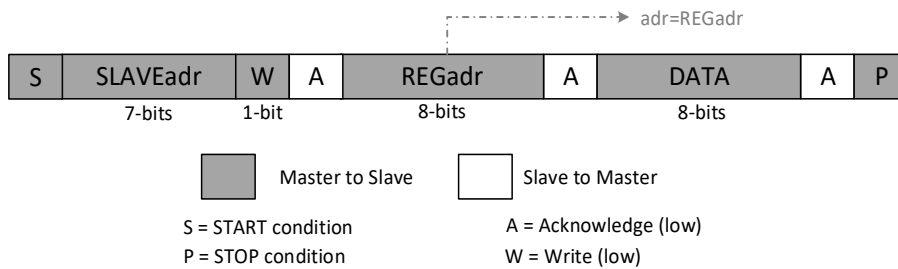 adr=REGadr
S SLAVEadr W A REGadr A DATA A P
7-bits 1-bit 8-bits 8-bits
Master to Slave Slave to Master
S = START condition A = Acknowledge (low)
P = STOP condition W = Write (low)